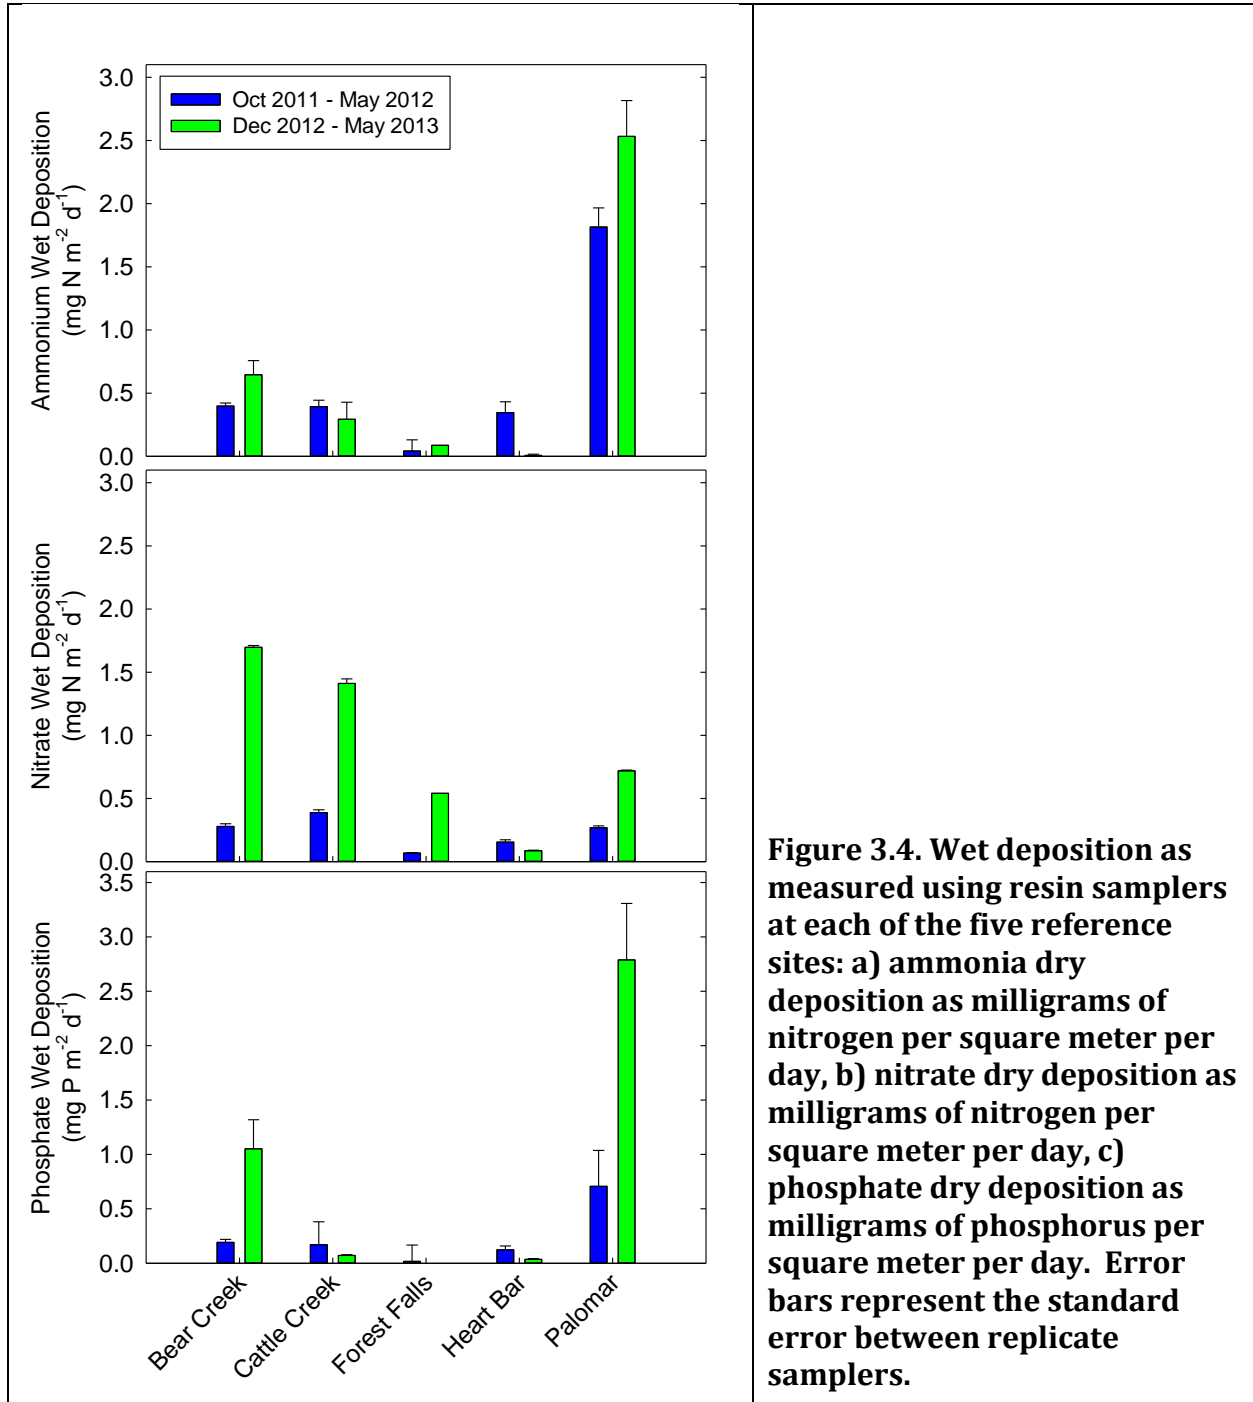 Oct 2011 - May 2012
Dec 2012 - May 2013
Ammonium Wet Deposition
(mg N m-2 d-1)
3.0
2.5
2.0
1.5
1.0
0.5
0.0
Nitrate Wet Deposition
(mg N m-2 d-1)
3.0
2.5
2.0
1.5
1.0
0.5
0.0
Phosphate Wet Deposition
(mg P m-2 d-1)
3.5
3.0
2.5
2.0
1.5
1.0
0.5
0.0
Bear Creek
Cattle Creek
Forest Falls
Heart Bar
Palomar
Figure 3.4. Wet deposition as
measured using resin samplers
at each of the five reference
sites: a) ammonia dry
deposition as milligrams of
nitrogen per square meter per
day, b) nitrate dry deposition as
milligrams of nitrogen per
square meter per day, c)
phosphate dry deposition as
milligrams of phosphorus per
square meter per day.  Error
bars represent the standard
error between replicate
samplers.